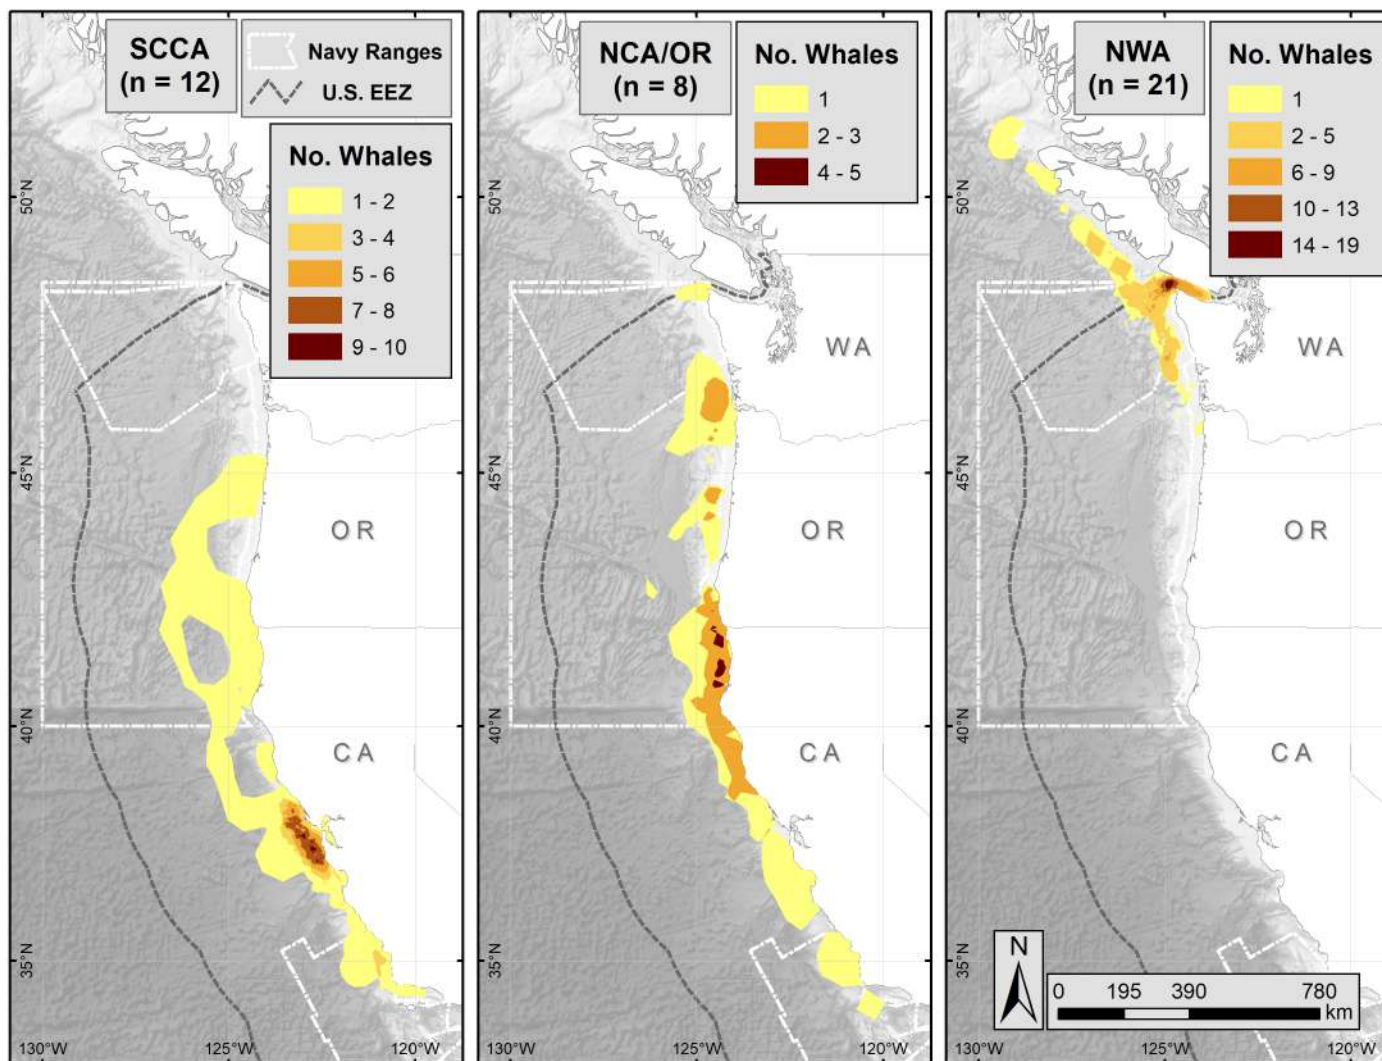 SCCA
(n = 12)
Navy Ranges
U.S. EEZ
No. Whales
1 - 2
3 - 4
5 - 6
7 - 8
9 - 10
OR
CA
50°N
45°N
40°N
35°N
130°W
125°W
120°W
NCA/OR
(n = 8)
No. Whales
1
2 - 3
4 - 5
WA
OR
CA
50°N
45°N
40°N
35°N
130°W
125°W
120°W
NWA
(n = 21)
No. Whales
1
2 - 5
6 - 9
10 - 13
14 - 19
WA
OR
CA
50°N
45°N
40°N
35°N
N
0 195 390 780
km
130°W
125°W
120°W